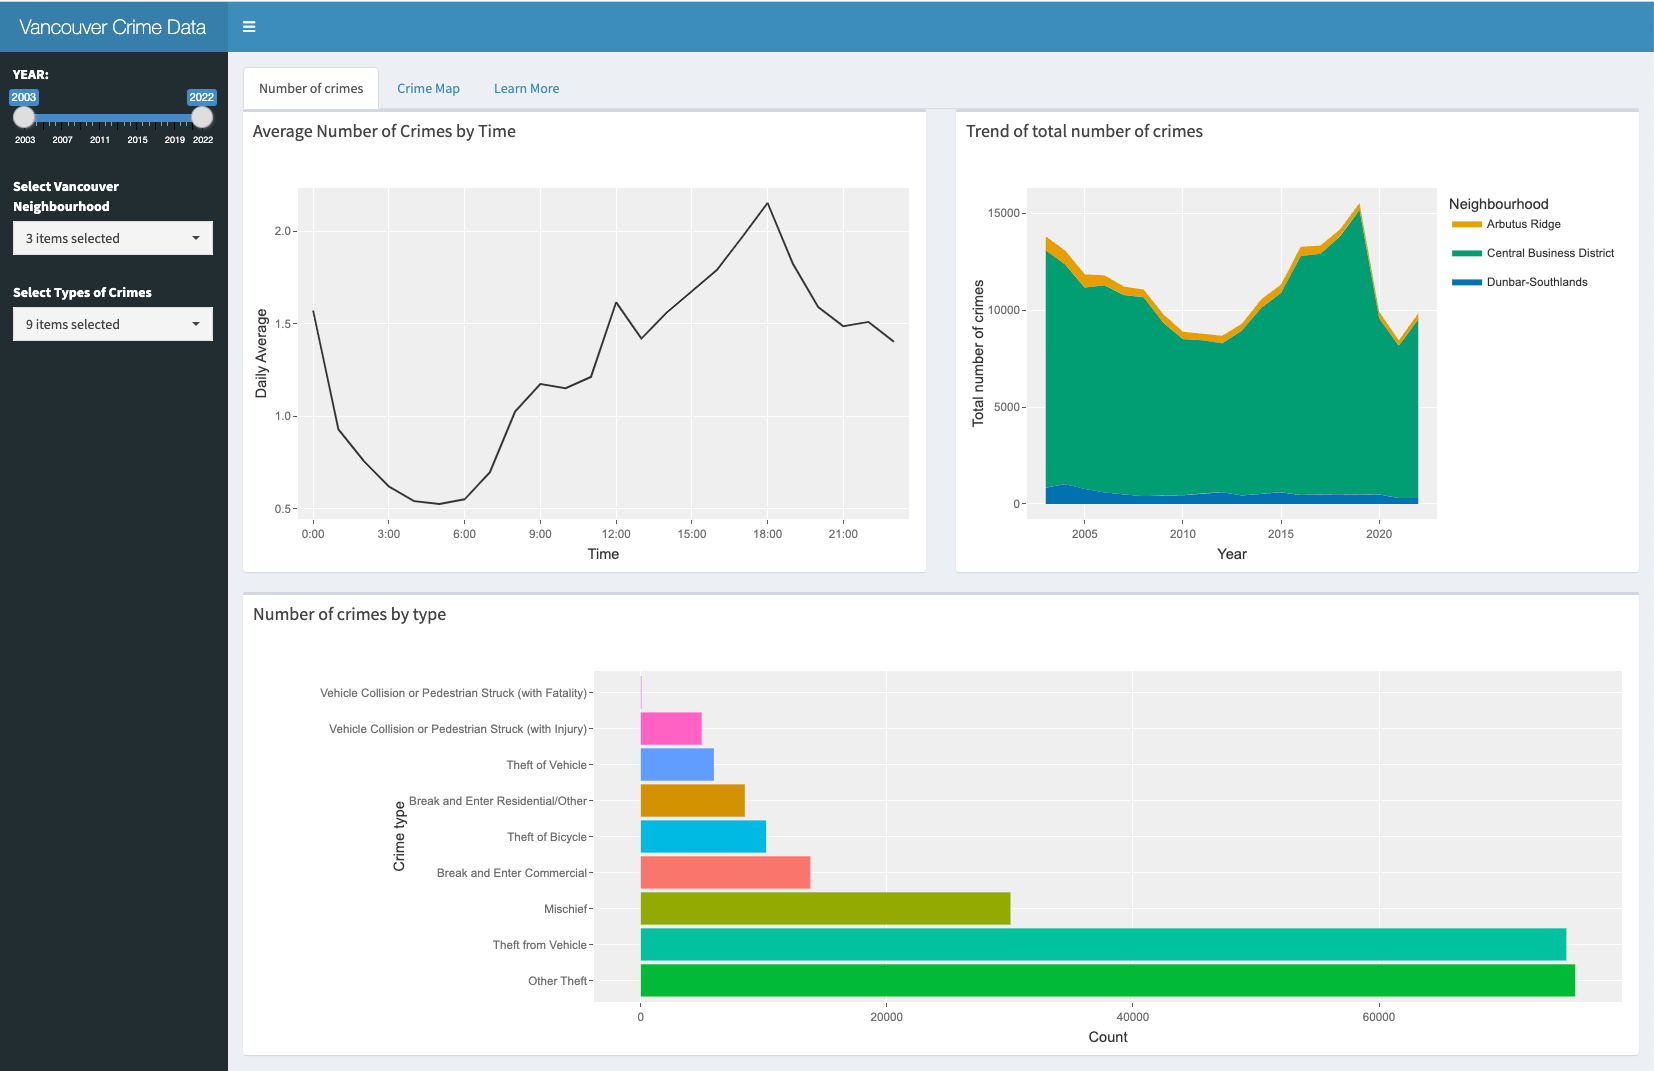 Vancouver Crime Data
YEAR:
2003 2022
2003 2007 2011 2015 2019 2022
Select Vancouver
Neighbourhood
3 items selected
Select Types of Crimes
9 items selected
Number of crimes Crime Map Learn More
Average Number of Crimes by Time
2.0
1.5
1.0
0.5
Daily Average
0:00 3:00 6:00 9:00 12:00 15:00 18:00 21:00
Time
Trend of total number of crimes
15000
10000
5000
0
Total number of crimes
2005 2010 2015 2020
Year
Neighbourhood
Arbutus Ridge
Central Business District
Dunbar-Southlands
Number of crimes by type
Crime type
Vehicle Collision or Pedestrian Struck (with Fatality)
Vehicle Collision or Pedestrian Struck (with Injury)
Theft of Vehicle
Break and Enter Residential/Other
Theft of Bicycle
Break and Enter Commercial
Mischief
Theft from Vehicle
Other Theft
0 20000 40000 60000
Count